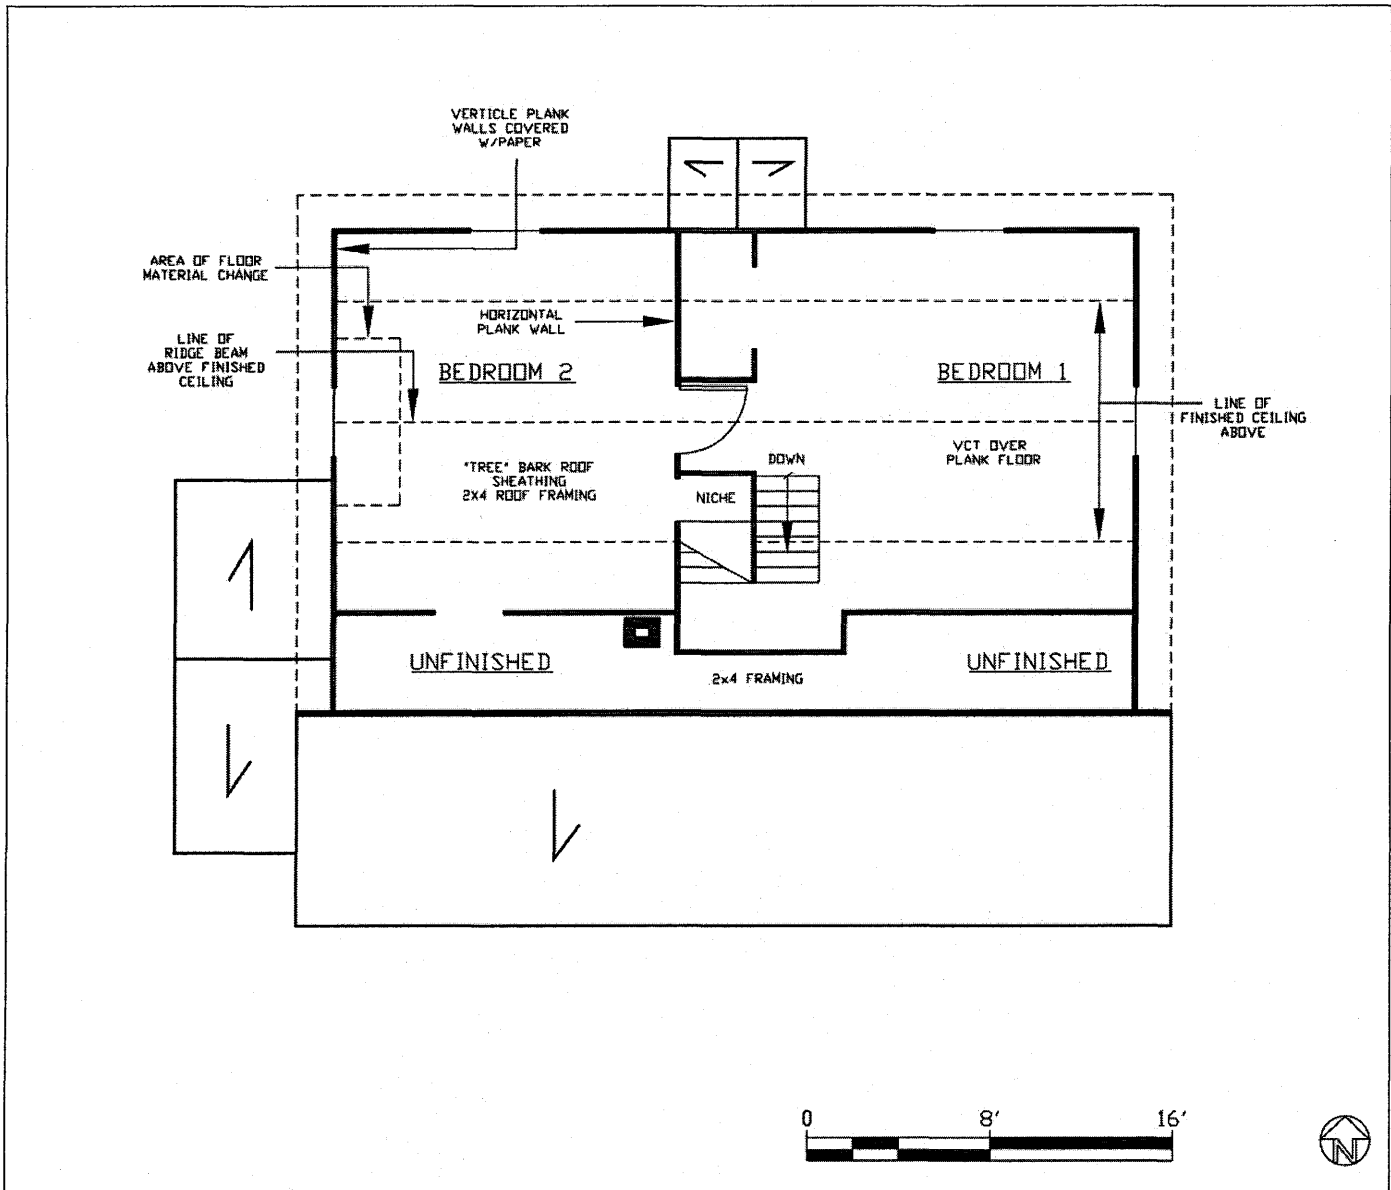 VERTICLE PLANK
WALLS COVERED
W/PAPER
AREA OF FLOOR
MATERIAL CHANGE
HORIZONTAL
PLANK WALL
LINE OF
RIDGE BEAM
ABOVE FINISHED
CEILING
BEDROOM 2
BEDROOM 1
LINE OF
FINISHED CEILING
ABOVE
VCT OVER
PLANK FLOOR
"TREE" BARK ROOF
SHEATHING
2X4 ROOF FRAMING
DOWN
NICHE
UNFINISHED
UNFINISHED
2x4 FRAMING
0 8' 16'
N